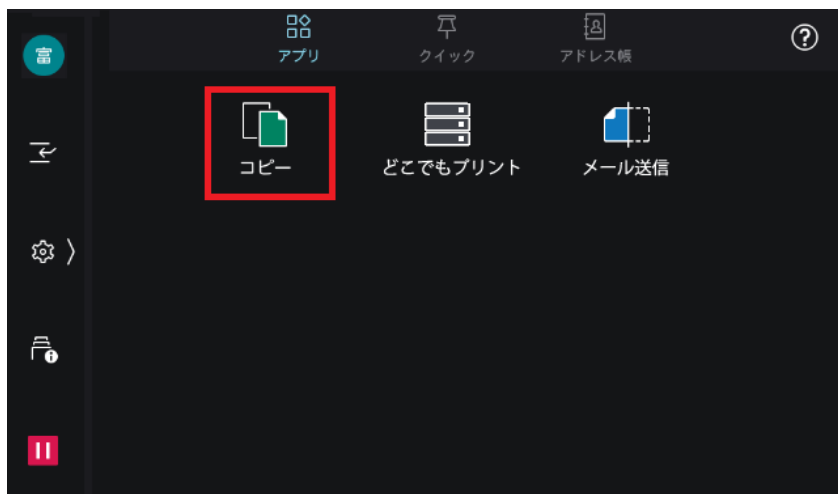 富
アプリ
クイック
アドレス帳
?
コピー
どこでもプリント
メール送信